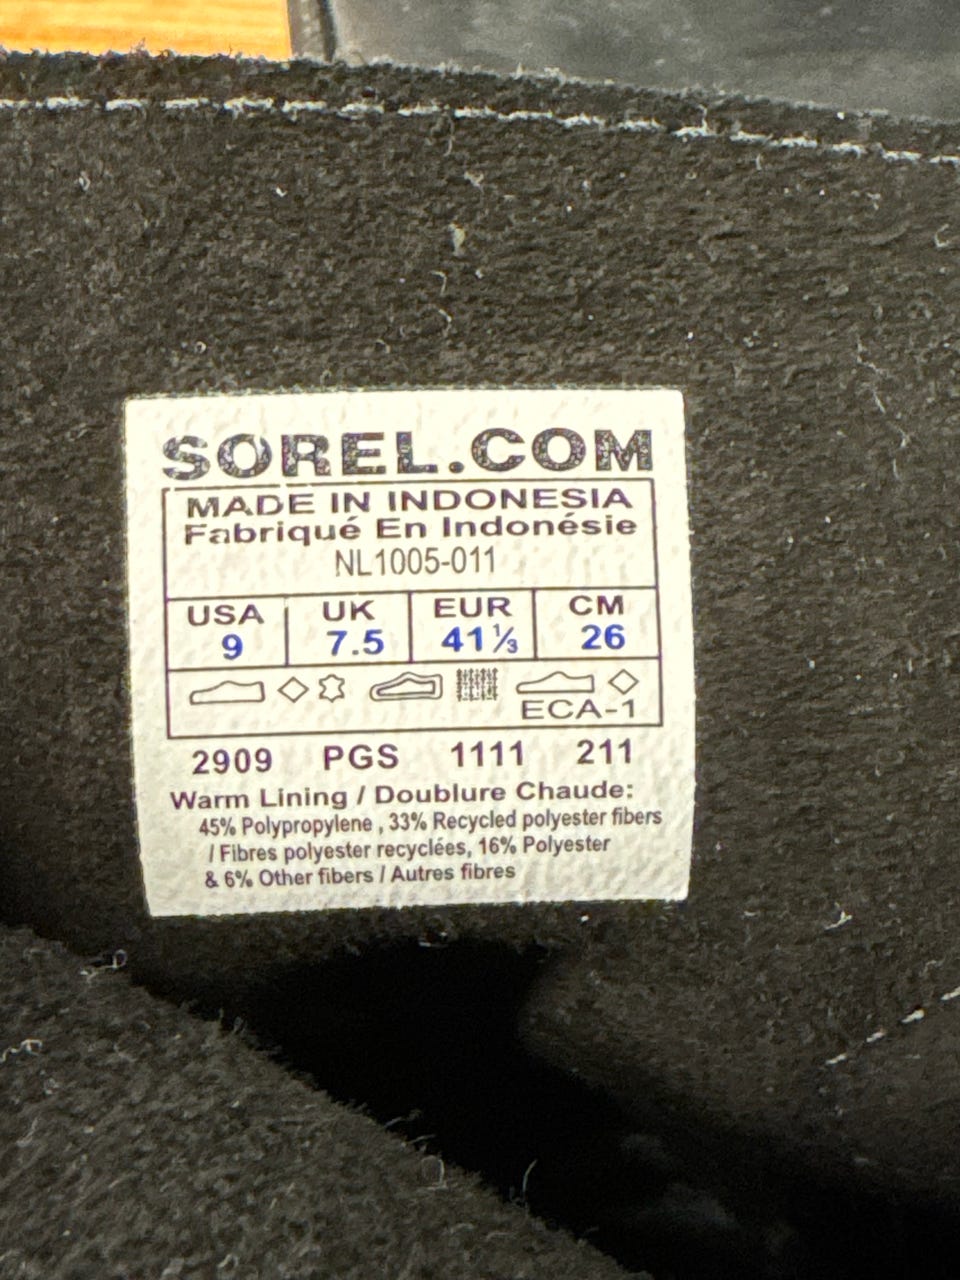 SOREL.COM
MADE IN INDONESIA
Fabriqué En Indonésie
NL1005-011
USA UK EUR CM
9 7.5 41⅓ 26
ECA-1
2909 PGS 1111 211
Warm Lining / Doublure Chaude:
45% Polypropylene , 33% Recycled polyester fibers
/ Fibres polyester recyclées, 16% Polyester
& 6% Other fibers / Autres fibres